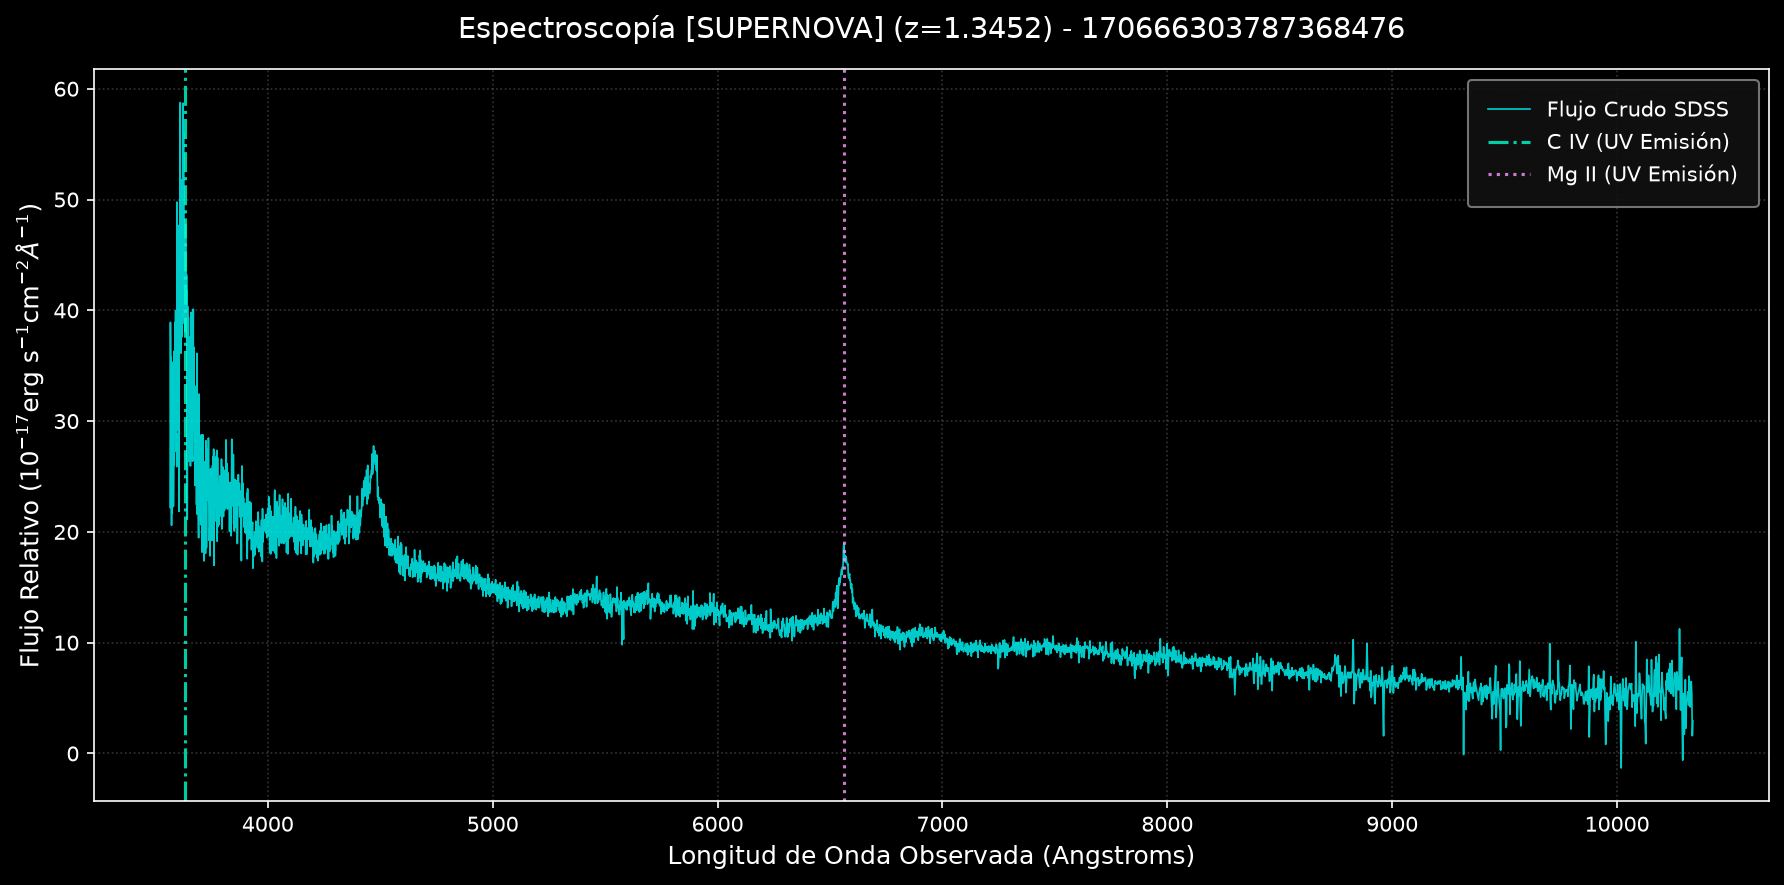 Espectroscopía [SUPERNOVA] (z=1.3452) - 170666303787368476
Flujo Crudo SDSS
C IV (UV Emisión)
Mg II (UV Emisión)
Flujo Relativo (10⁻¹⁷erg s⁻¹cm⁻²Å⁻¹)
60
50
40
30
20
10
0
4000 5000 6000 7000 8000 9000 10000
Longitud de Onda Observada (Angstroms)